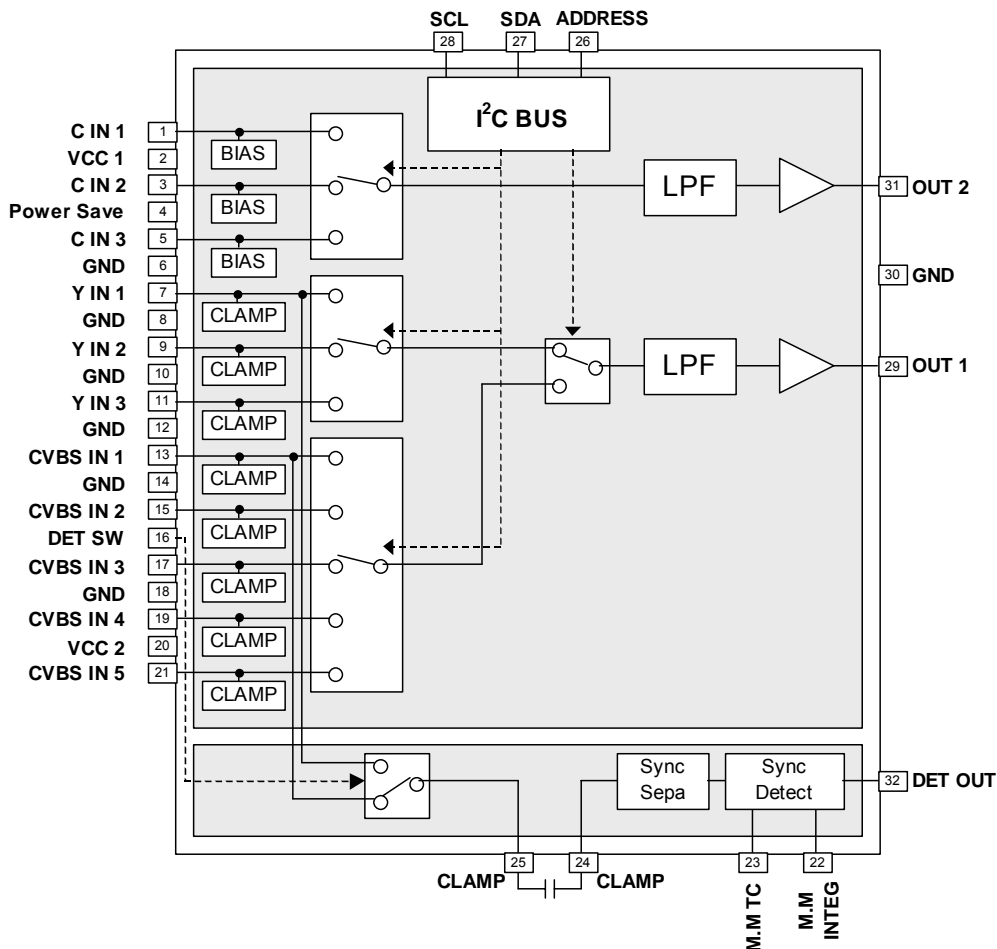 SCL SDA ADDRESS
28 27 26
I²C BUS
C IN 1 1
BIAS
VCC 1 2
C IN 2 3
BIAS
LPF
31 OUT 2
Power Save 4
C IN 3 5
BIAS
GND 6
30 GND
Y IN 1 7
CLAMP
GND 8
Y IN 2 9
CLAMP
LPF
29 OUT 1
GND 10
Y IN 3 11
CLAMP
GND 12
CVBS IN 1 13
CLAMP
GND 14
CVBS IN 2 15
CLAMP
DET SW 16
CVBS IN 3 17
CLAMP
GND 18
CVBS IN 4 19
CLAMP
VCC 2 20
CVBS IN 5 21
CLAMP
Sync
Sepa
Sync
Detect
32 DET OUT
25 24 23 22
CLAMP CLAMP
M.M TC
M.M
INTEG